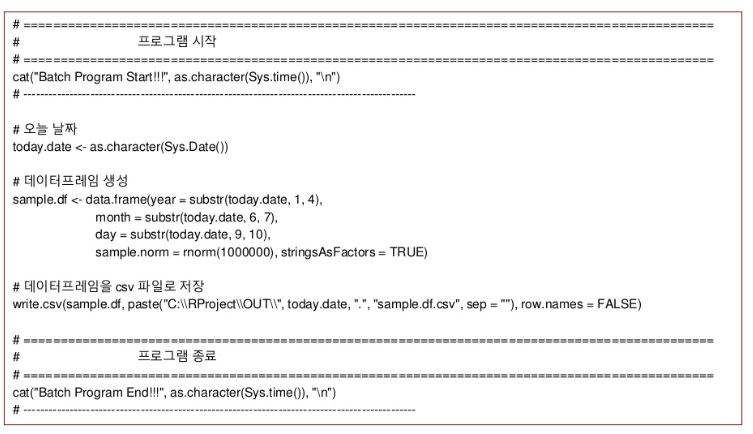 # ==============================================================================================
# 프로그램 시작
# ==============================================================================================
cat("Batch Program Start!!!", as.character(Sys.time()), "\n")
# ---------------------------------------------------------------------------------------------
# 오늘 날짜
today.date <- as.character(Sys.Date())
# 데이터프레임 생성
sample.df <- data.frame(year = substr(today.date, 1, 4),
month = substr(today.date, 6, 7),
day = substr(today.date, 9, 10),
sample.norm = rnorm(1000000), stringsAsFactors = TRUE)
# 데이터프레임을 csv 파일로 저장
write.csv(sample.df, paste("C:\\RProject\\OUT\\", today.date, ".", "sample.df.csv", sep = ""), row.names = FALSE)
# ==============================================================================================
# 프로그램 종료
# ==============================================================================================
cat("Batch Program End!!!", as.character(Sys.time()), "\n")
# ---------------------------------------------------------------------------------------------